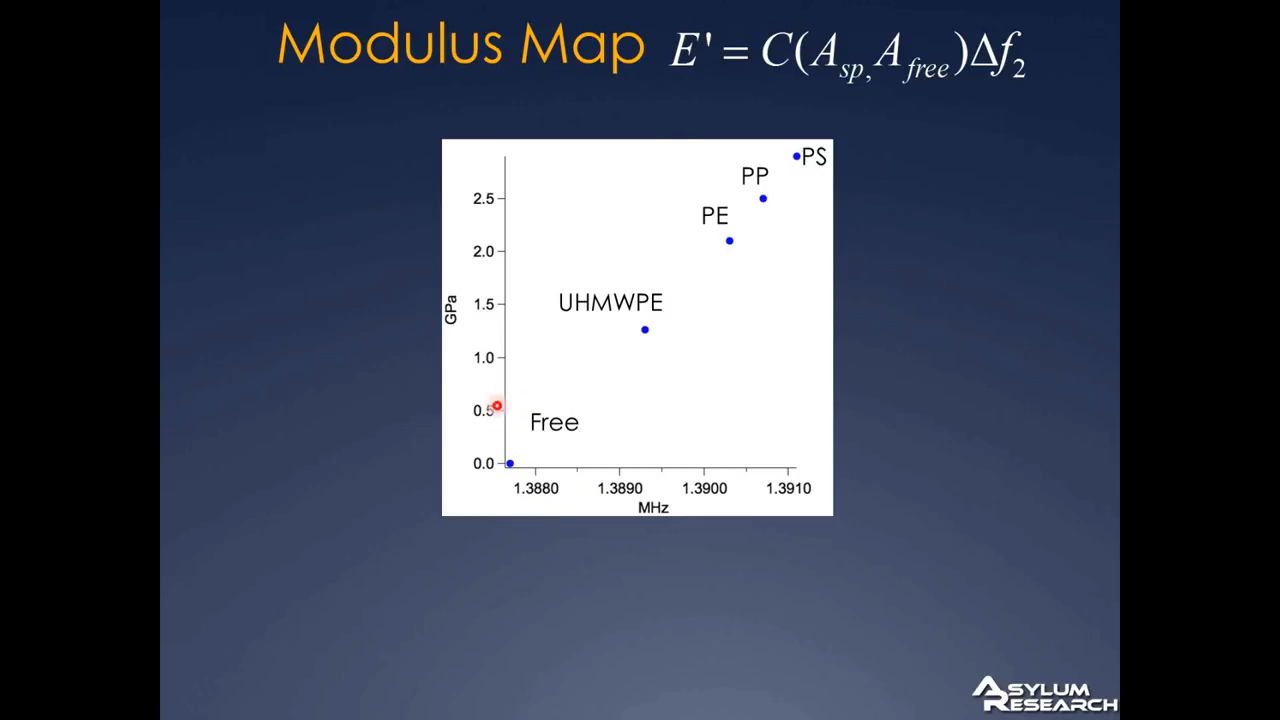 Modulus Map E' = C(A_sp, A_free)Δf_2
PS
PP
2.5
PE
2.0
UHMWPE
1.5
GPa
1.0
0.5
Free
0.0
1.3880 1.3890 1.3900 1.3910
MHz
ASYLUM
RESEARCH